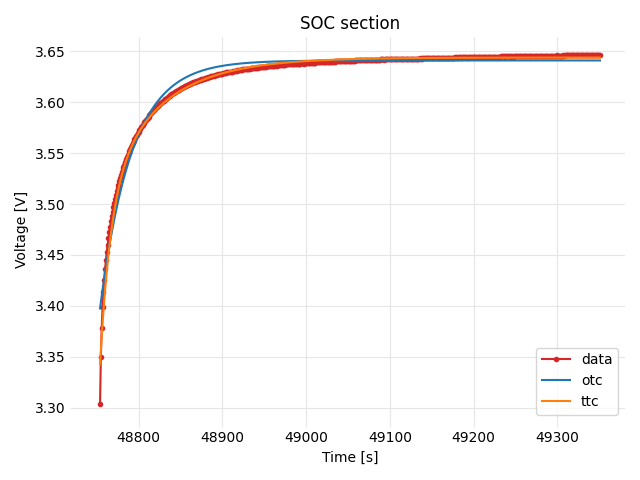 SOC section
Voltage [V]
3.65
3.60
3.55
3.50
3.45
3.40
3.35
3.30
data
otc
ttc
48800 48900 49000 49100 49200 49300
Time [s]